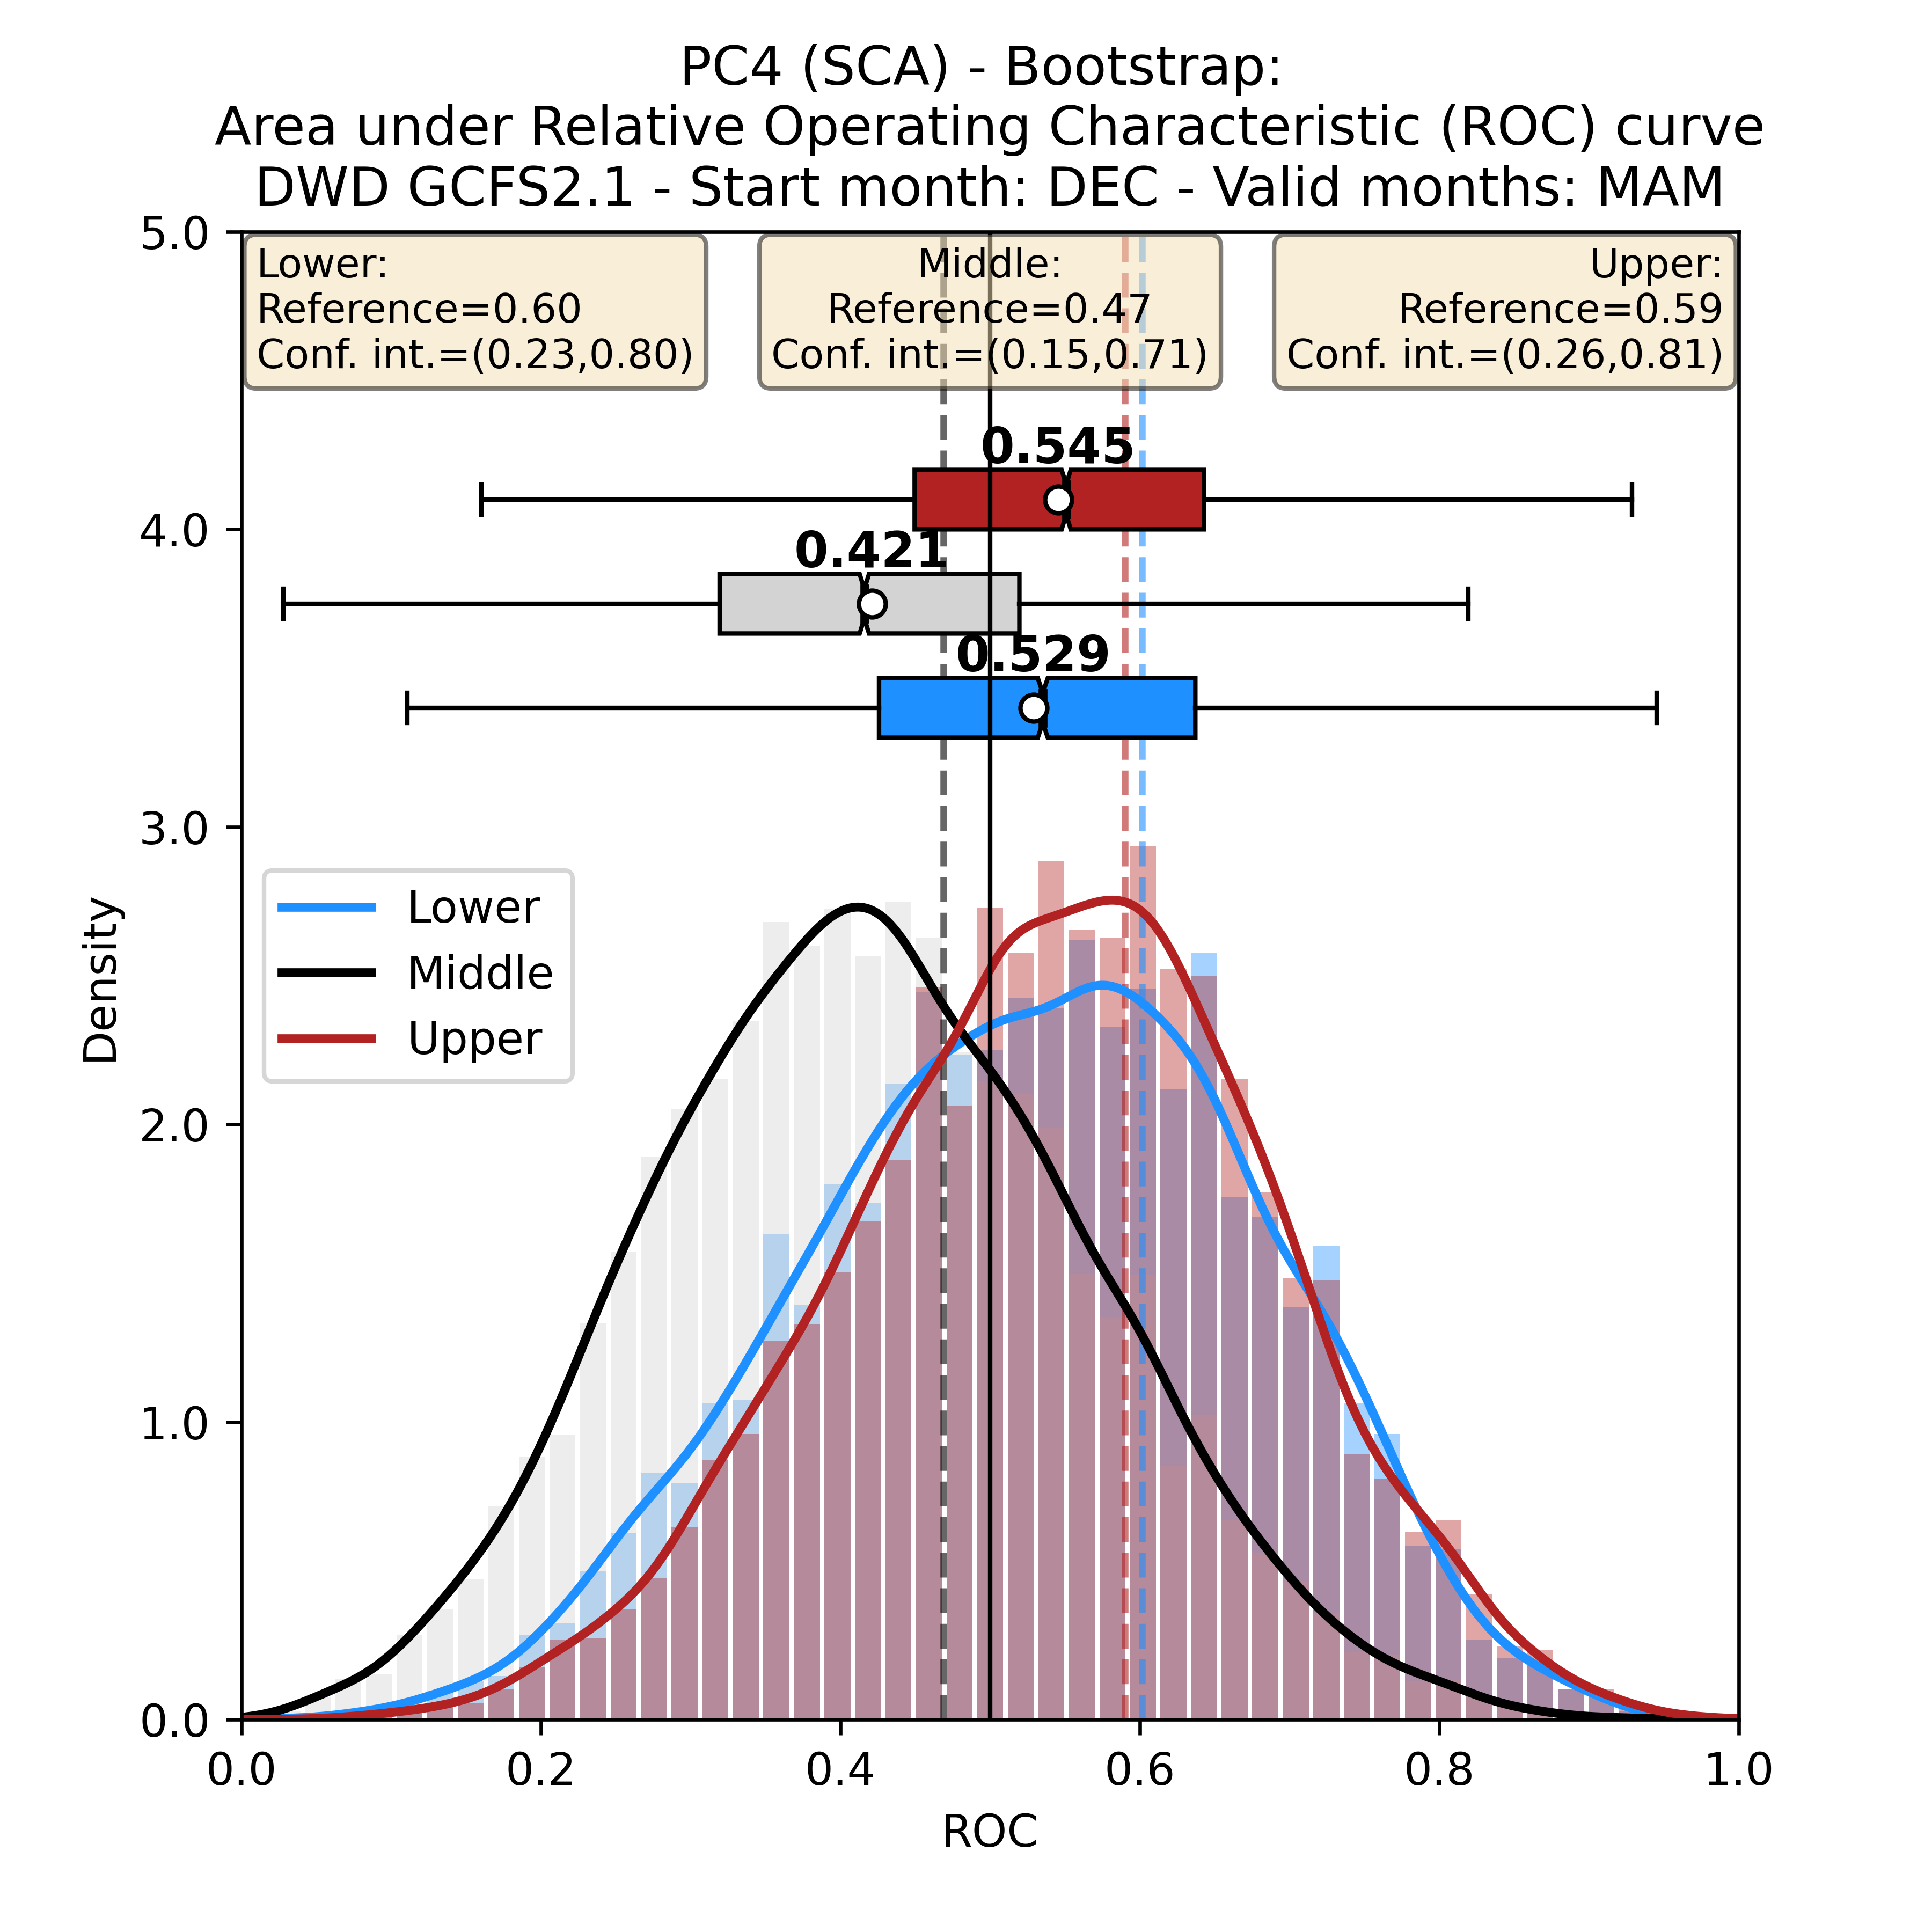 PC4 (SCA) - Bootstrap:
Area under Relative Operating Characteristic (ROC) curve
DWD GCFS2.1 - Start month: DEC - Valid months: MAM
5.0
4.0
3.0
2.0
1.0
0.0
Density
Lower:
Reference=0.60
Conf. int.=(0.23,0.80)
Middle:
Reference=0.47
Conf. int.=(0.15,0.71)
Upper:
Reference=0.59
Conf. int.=(0.26,0.81)
0.545
0.421
0.529
Lower
Middle
Upper
0.0
0.2
0.4
0.6
0.8
1.0
ROC